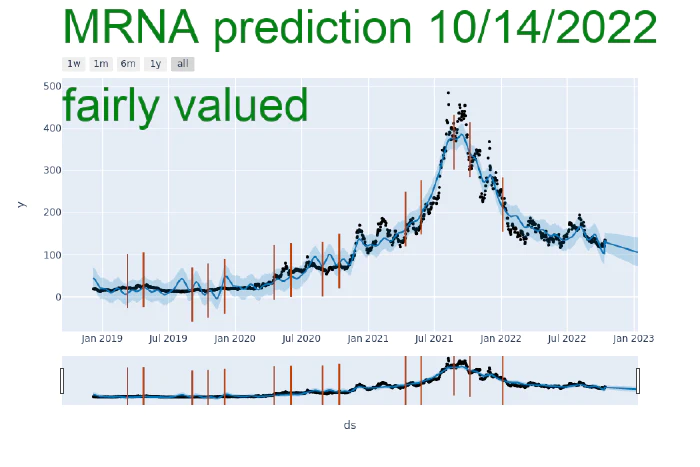 MRNA prediction 10/14/2022
1w 1m 6m 1y all
500
fairly valued
400
300
200
100
0
y
Jan 2019 Jul 2019 Jan 2020 Jul 2020 Jan 2021 Jul 2021 Jan 2022 Jul 2022 Jan 2023
ds